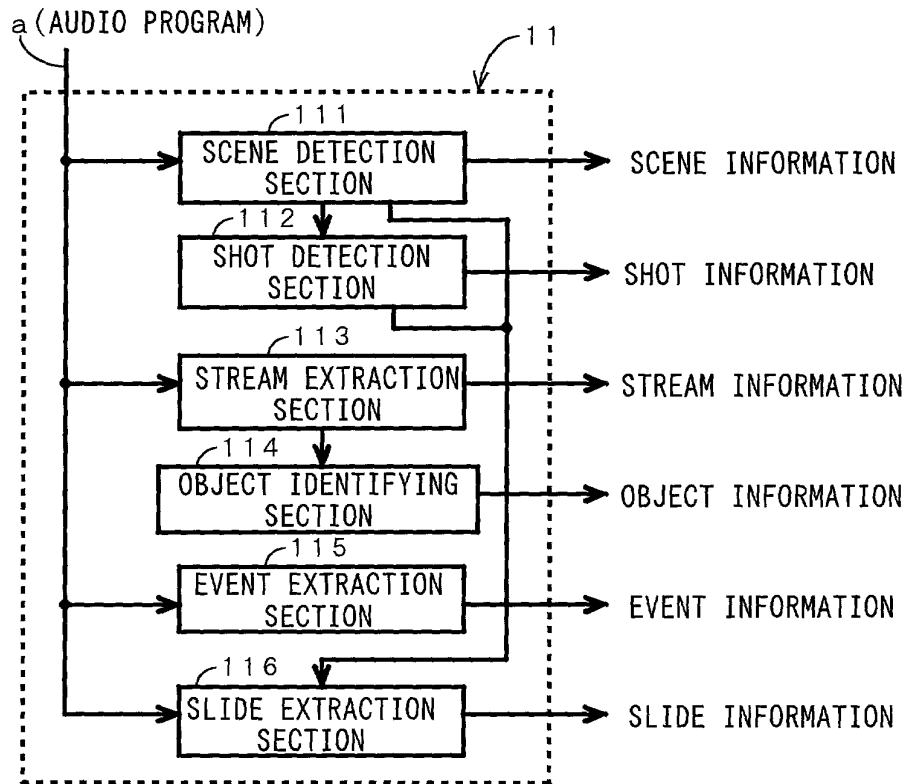 a(AUDIO PROGRAM)
11
111
SCENE DETECTION
SECTION
SCENE INFORMATION
112
SHOT DETECTION
SECTION
SHOT INFORMATION
113
STREAM EXTRACTION
SECTION
STREAM INFORMATION
114
OBJECT IDENTIFYING
SECTION
OBJECT INFORMATION
115
EVENT EXTRACTION
SECTION
EVENT INFORMATION
116
SLIDE EXTRACTION
SECTION
SLIDE INFORMATION